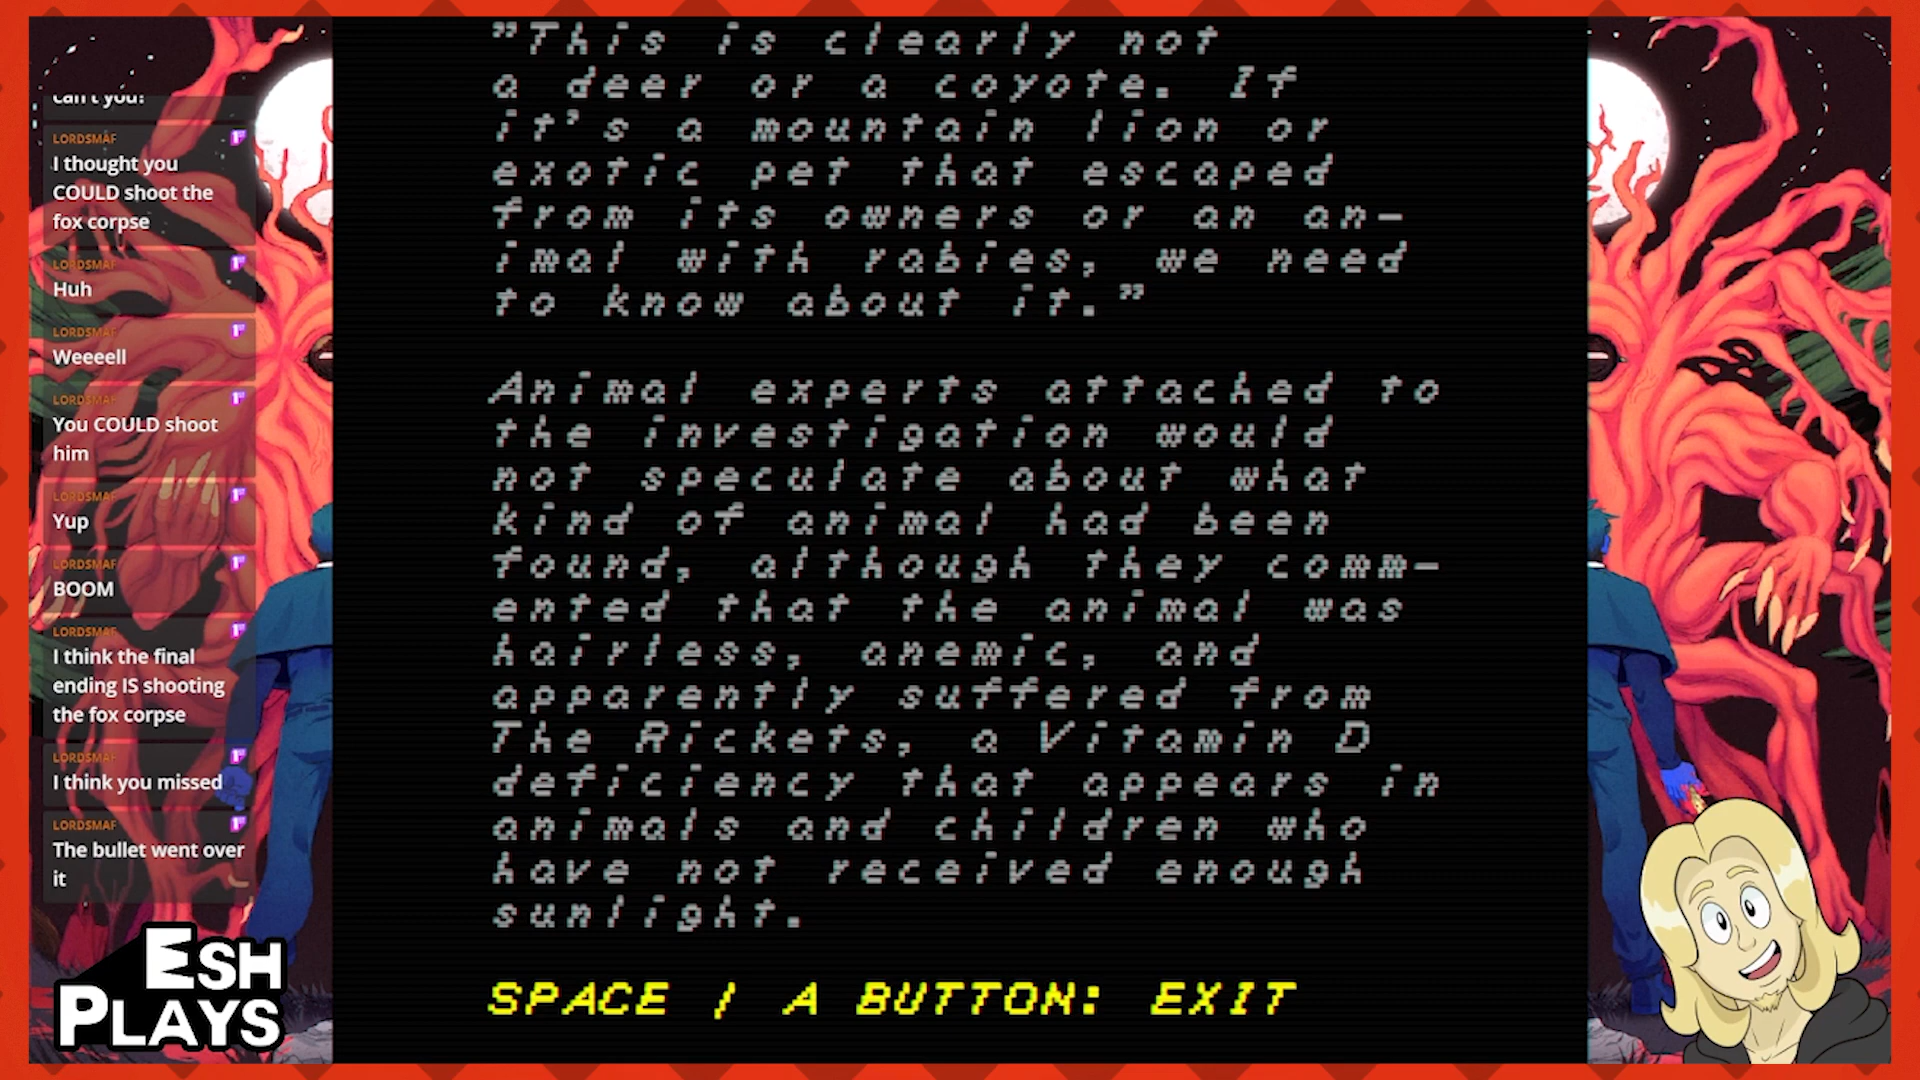 can't you?
LORDSMAF
I thought you
COULD shoot the
fox corpse
LORDSMAF
Huh
LORDSMAF
Weeeell
LORDSMAF
You COULD shoot
him
LORDSMAF
Yup
LORDSMAF
BOOM
LORDSMAF
I think the final
ending IS shooting
the fox corpse
LORDSMAF
I think you missed
LORDSMAF
The bullet went over
it
ESH
PLAYS
"This is clearly not
a deer or a coyote. If
it's a mountain lion or
exotic pet that escaped
from its owners or an an-
imal with rabies, we need
to know about it."
Animal experts attached to
the investigation would
not speculate about what
kind of animal had been
found, although they comm-
ented that the animal was
hairless, anemic, and
apparently suffered from
The Rickets, a Vitamin D
deficiency that appears in
animals and children who
have not received enough
sunlight.
SPACE / A BUTTON: EXIT